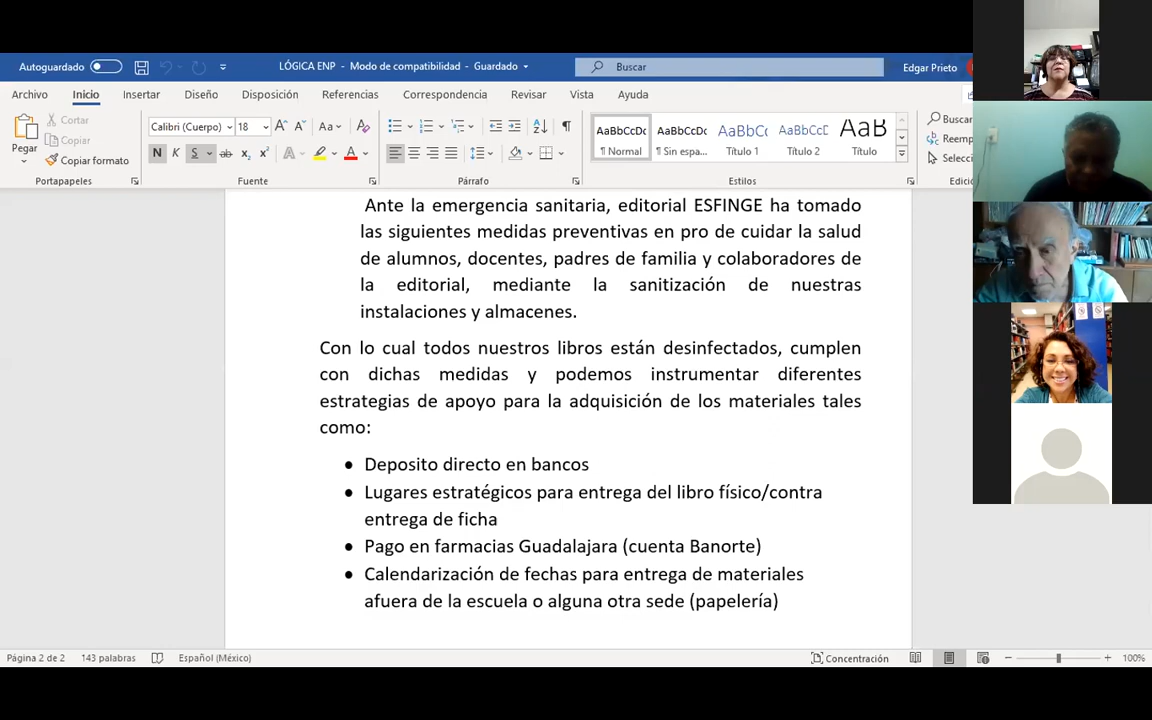 Autoguardado
LÓGICA ENP - Modo de compatibilidad - Guardado
Buscar
Edgar Prieto
Archivo Inicio Insertar Diseño Disposición Referencias Correspondencia Revisar Vista Ayuda
Pegar
Cortar
Copiar
Copiar formato
Portapapeles
Calibri (Cuerpo) 18
Aa
N K S ab x₂ x²
Fuente
Párrafo
AaBbCcDc AaBbCcDc AaBbCc AaBbCcD AaB
¶ Normal ¶ Sin espa... Título 1 Título 2 Título
Estilos
Buscar
Reemp
Selecci
Edició
Ante la emergencia sanitaria, editorial ESFINGE ha tomado
las siguientes medidas preventivas en pro de cuidar la salud
de alumnos, docentes, padres de familia y colaboradores de
la editorial, mediante la sanitización de nuestras
instalaciones y almacenes.
Con lo cual todos nuestros libros están desinfectados, cumplen
con dichas medidas y podemos instrumentar diferentes
estrategias de apoyo para la adquisición de los materiales tales
como:
• Deposito directo en bancos
• Lugares estratégicos para entrega del libro físico/contra
entrega de ficha
• Pago en farmacias Guadalajara (cuenta Banorte)
• Calendarización de fechas para entrega de materiales
afuera de la escuela o alguna otra sede (papelería)
Página 2 de 2 143 palabras Español (México) Concentración 100%